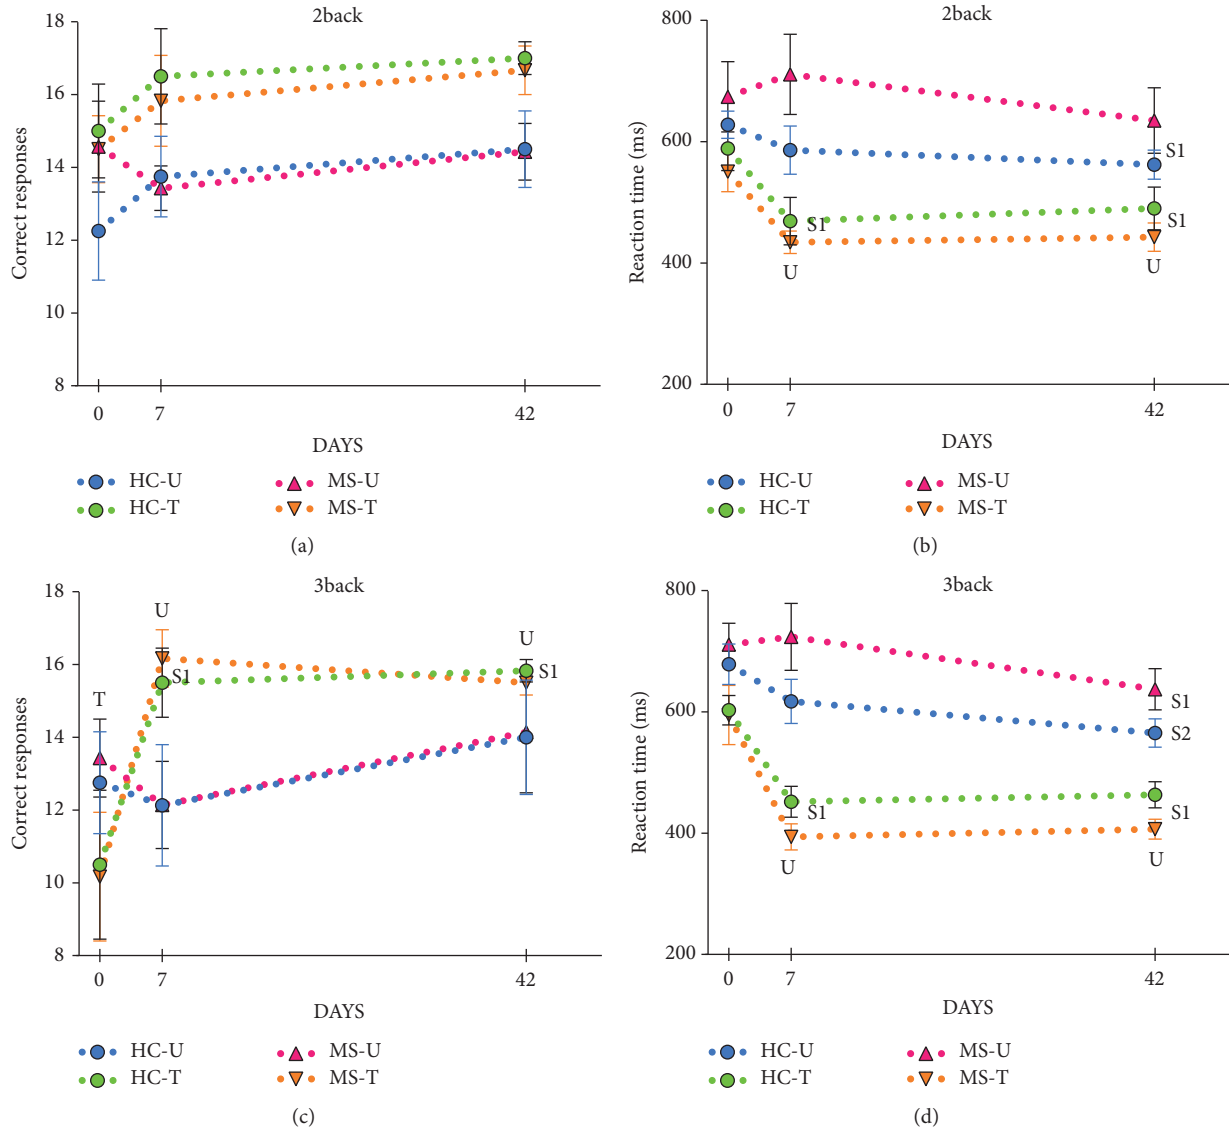 2back
18
16
14
12
10
8
Correct responses
0 7 42
DAYS
HC-U MS-U
HC-T MS-T
(a)
2back
800
600
400
200
Reaction time (ms)
S1
S1
S1
U
U
0 7 42
DAYS
HC-U MS-U
HC-T MS-T
(b)
3back
18
16
14
12
10
8
Correct responses
T
U
S1
U
S1
0 7 42
DAYS
HC-U MS-U
HC-T MS-T
(c)
3back
800
600
400
200
Reaction time (ms)
S1
S2
S1
S1
U
U
0 7 42
DAYS
HC-U MS-U
HC-T MS-T
(d)